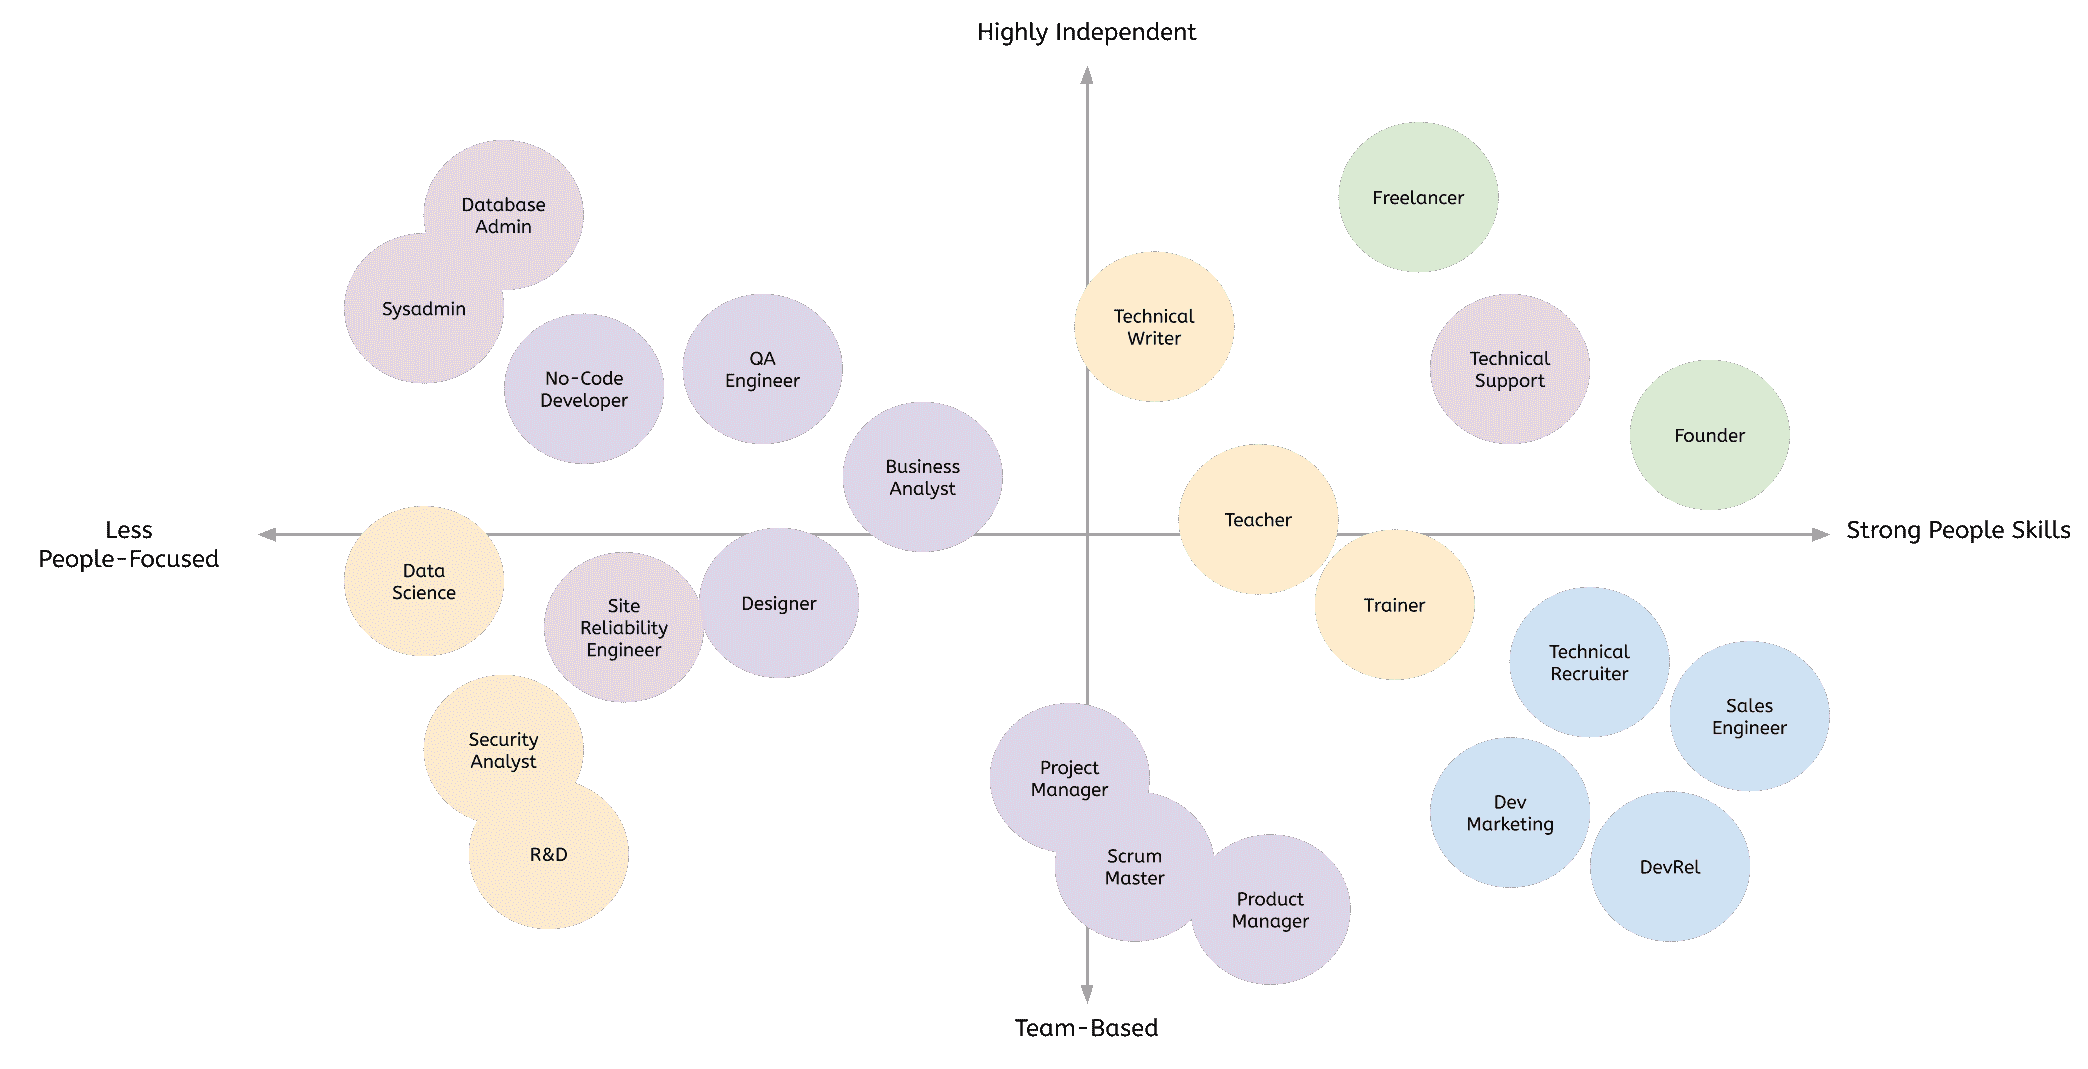 Highly Independent
Freelancer
Database
Admin
Sysadmin
Technical
Writer
No-Code
Developer
QA
Engineer
Technical
Support
Founder
Business
Analyst
Less
People-Focused
Strong People Skills
Teacher
Data
Science
Site
Reliability
Engineer
Designer
Trainer
Technical
Recruiter
Sales
Engineer
Security
Analyst
Project
Manager
Dev
Marketing
R&D
Scrum
Master
DevRel
Product
Manager
Team-Based